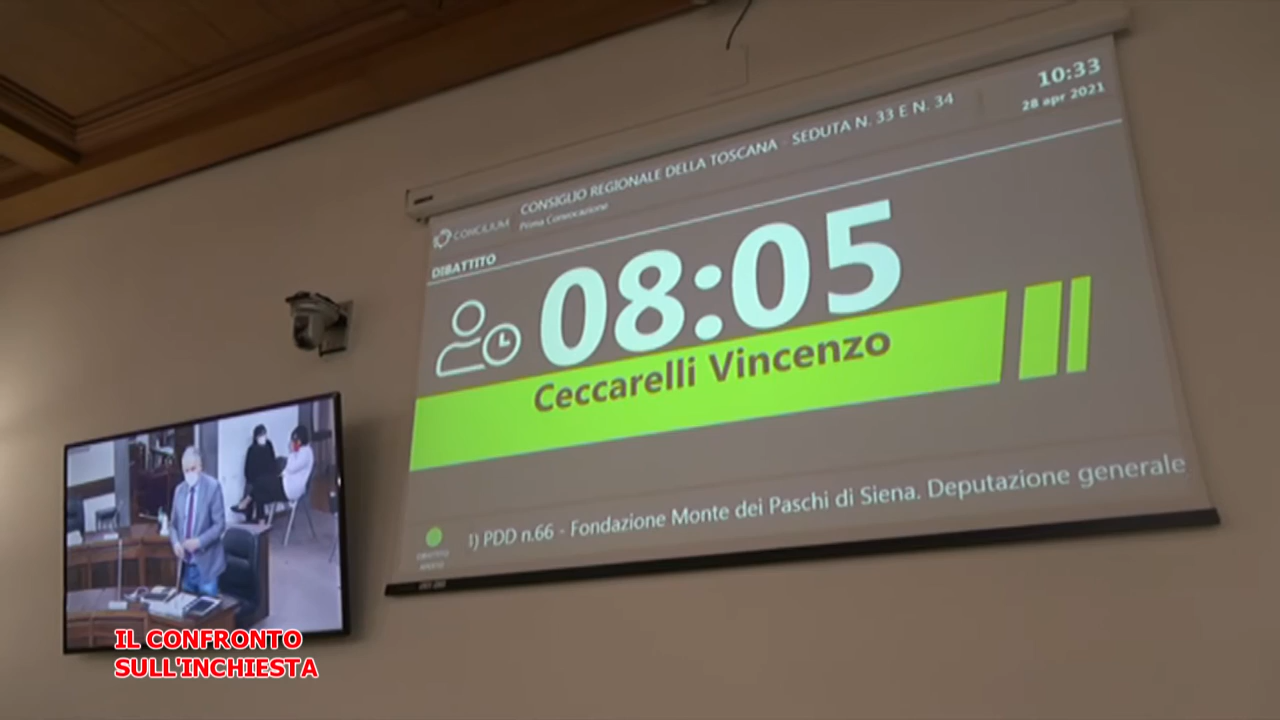 10:33
28 apr 2021
CONSIGLIO REGIONALE DELLA TOSCANA - SEDUTA N. 33 E N. 34
Prima Convocazione
CONCILIUM
DIBATTITO
08:05
Ceccarelli Vincenzo
I) PDD n.66 - Fondazione Monte dei Paschi di Siena. Deputazione generale
IL CONFRONTO
SULL'INCHIESTA